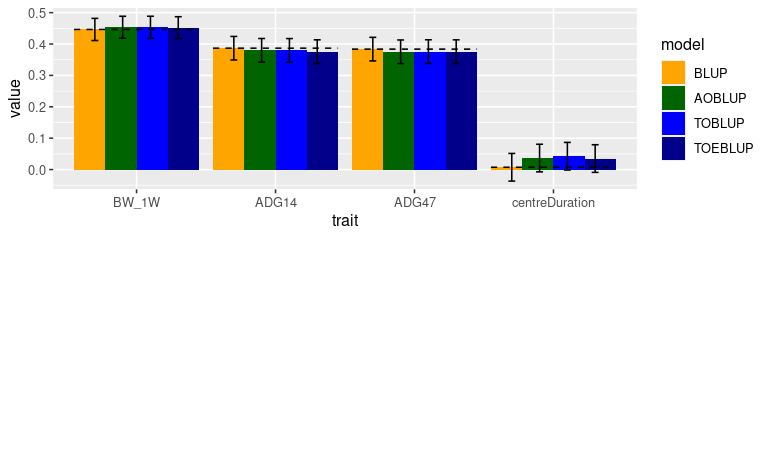 0.5
0.4
0.3
0.2
0.1
0.0
value
BW_1W ADG14 ADG47 centreDuration
trait
model
BLUP
AOBLUP
TOBLUP
TOEBLUP